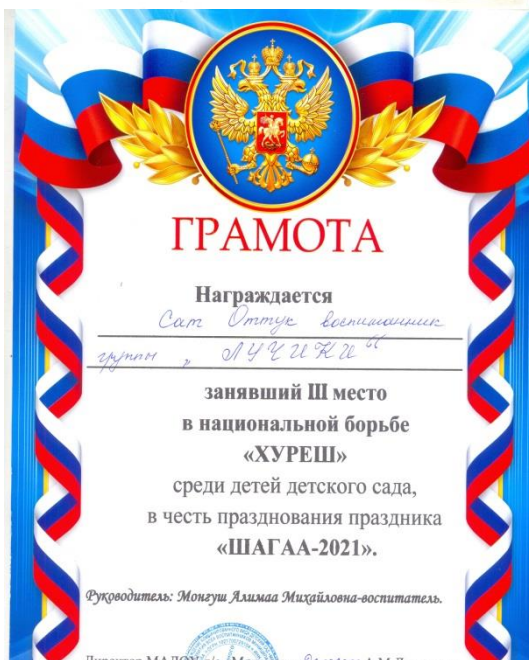 ГРАМОТА
Награждается
Сат Оттук воспитанник
группы „ЛУЧИКИ“
занявший III место
в национальной борьбе
«ХУРЕШ»
среди детей детского сада,
в честь празднования праздника
«ШАГАА-2021».
Руководитель: Монгуш Алимаа Михайловна-воспитатель.